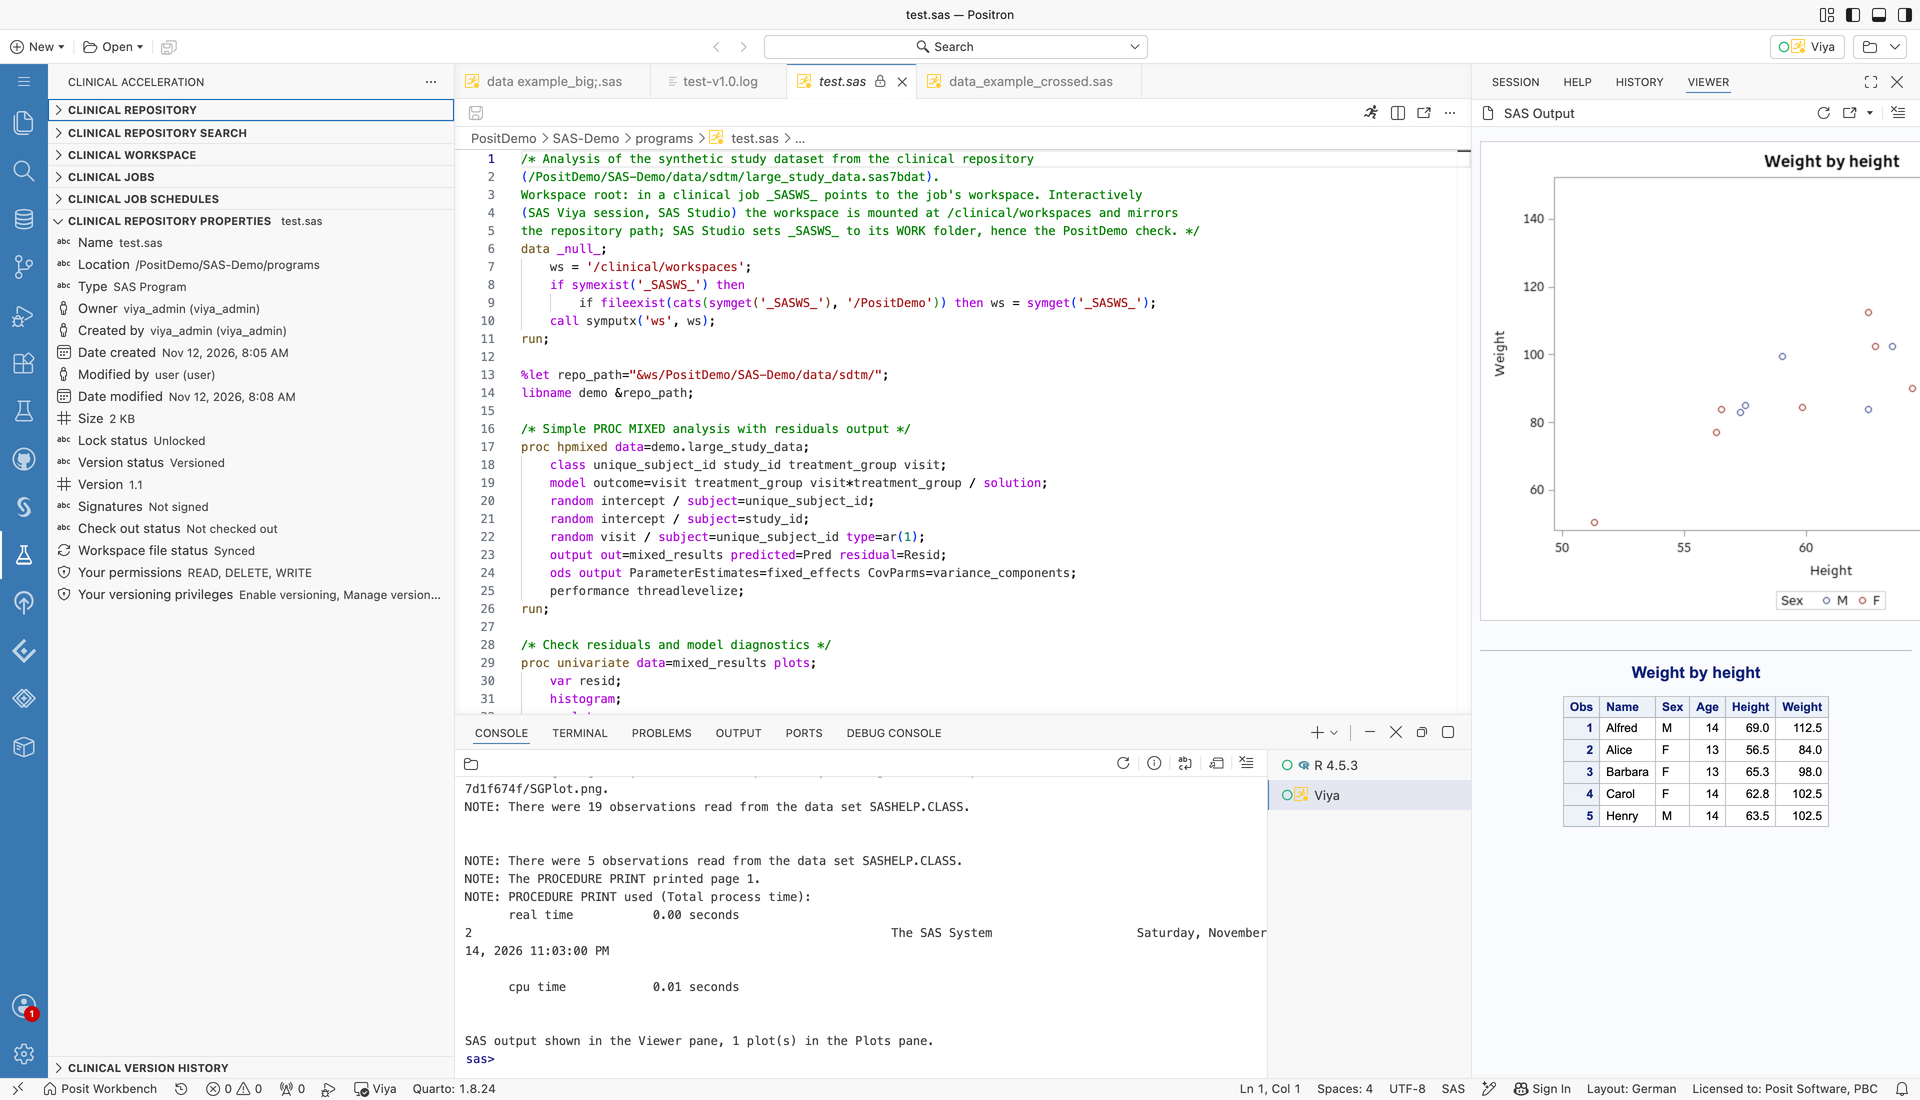 test.sas — Positron
New
Open
Search
Viya
CLINICAL ACCELERATION
CLINICAL REPOSITORY
CLINICAL REPOSITORY SEARCH
CLINICAL WORKSPACE
CLINICAL JOBS
CLINICAL JOB SCHEDULES
CLINICAL REPOSITORY PROPERTIES test.sas
Name test.sas
Location /PositDemo/SAS-Demo/programs
Type SAS Program
Owner viya_admin (viya_admin)
Created by viya_admin (viya_admin)
Date created Nov 12, 2026, 8:05 AM
Modified by user (user)
Date modified Nov 12, 2026, 8:08 AM
Size 2 KB
Lock status Unlocked
Version status Versioned
Version 1.1
Signatures Not signed
Check out status Not checked out
Workspace file status Synced
Your permissions READ, DELETE, WRITE
Your versioning privileges Enable versioning, Manage version...
CLINICAL VERSION HISTORY
data example_big;.sas
test-v1.0.log
test.sas
data_example_crossed.sas
PositDemo > SAS-Demo > programs > test.sas > ...
1 /* Analysis of the synthetic study dataset from the clinical repository
2 (/PositDemo/SAS-Demo/data/sdtm/large_study_data.sas7bdat).
3 Workspace root: in a clinical job _SASWS_ points to the job's workspace. Interactively
4 (SAS Viya session, SAS Studio) the workspace is mounted at /clinical/workspaces and mirrors
5 the repository path; SAS Studio sets _SASWS_ to its WORK folder, hence the PositDemo check. */
6 data _null_;
7 ws = '/clinical/workspaces';
8 if symexist('_SASWS_') then
9 if fileexist(cats(symget('_SASWS_'), '/PositDemo')) then ws = symget('_SASWS_');
10 call symputx('ws', ws);
11 run;
12
13 %let repo_path="&ws/PositDemo/SAS-Demo/data/sdtm/";
14 libname demo &repo_path;
15
16 /* Simple PROC MIXED analysis with residuals output */
17 proc hpmixed data=demo.large_study_data;
18 class unique_subject_id study_id treatment_group visit;
19 model outcome=visit treatment_group visit*treatment_group / solution;
20 random intercept / subject=unique_subject_id;
21 random intercept / subject=study_id;
22 random visit / subject=unique_subject_id type=ar(1);
23 output out=mixed_results predicted=Pred residual=Resid;
24 ods output ParameterEstimates=fixed_effects CovParms=variance_components;
25 performance threadlevelize;
26 run;
27
28 /* Check residuals and model diagnostics */
29 proc univariate data=mixed_results plots;
30 var resid;
31 histogram;
CONSOLE TERMINAL PROBLEMS OUTPUT PORTS DEBUG CONSOLE
7d1f674f/SGPlot.png.
NOTE: There were 19 observations read from the data set SASHELP.CLASS.
NOTE: There were 5 observations read from the data set SASHELP.CLASS.
NOTE: The PROCEDURE PRINT printed page 1.
NOTE: PROCEDURE PRINT used (Total process time):
real time 0.00 seconds
2 The SAS System Saturday, November
14, 2026 11:03:00 PM
cpu time 0.01 seconds
SAS output shown in the Viewer pane, 1 plot(s) in the Plots pane.
sas>
R 4.5.3
Viya
SESSION HELP HISTORY VIEWER
SAS Output
Weight by height
140
120
100
80
60
Weight
50 55 60
Height
Sex M F
Weight by height
Obs Name Sex Age Height Weight
1 Alfred M 14 69.0 112.5
2 Alice F 13 56.5 84.0
3 Barbara F 13 65.3 98.0
4 Carol F 14 62.8 102.5
5 Henry M 14 63.5 102.5
1
Posit Workbench 0 0 0 Viya Quarto: 1.8.24
Ln 1, Col 1 Spaces: 4 UTF-8 SAS Sign In Layout: German Licensed to: Posit Software, PBC